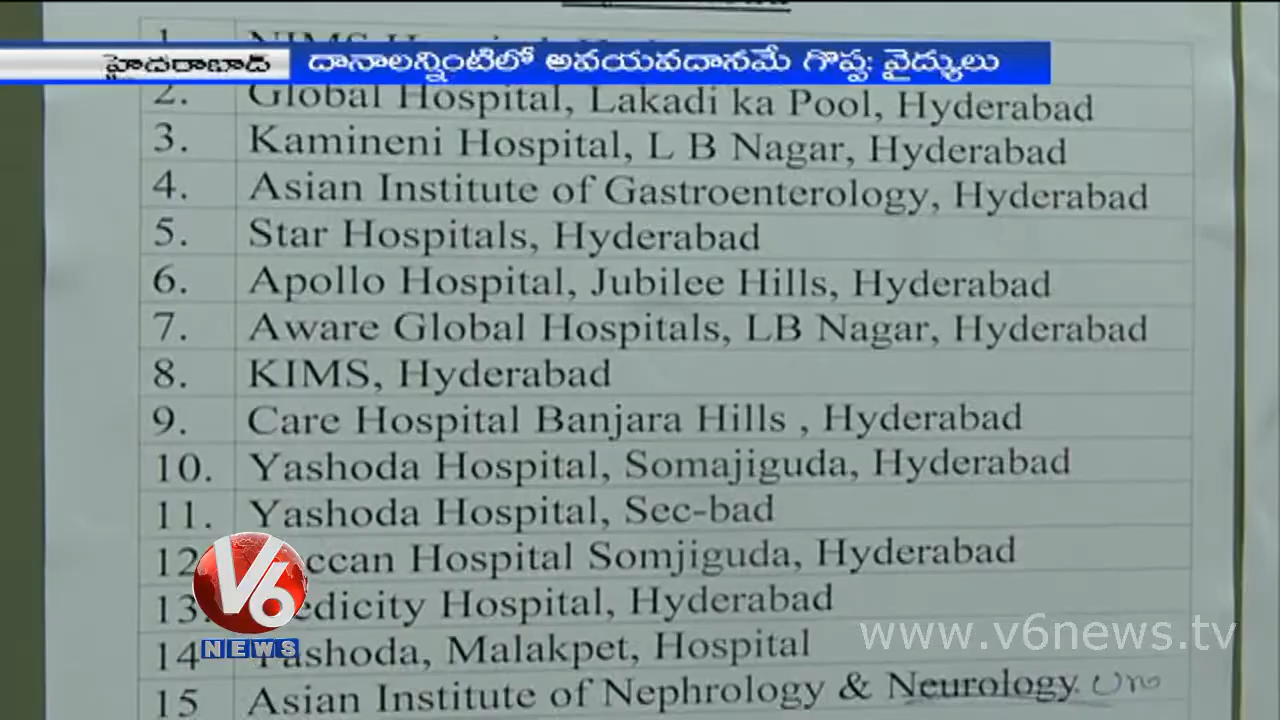 హైదరాబాద్ దానాలన్నింటిలో అవయవదానమే గొప్ప: వైద్యులు
1.
2. Global Hospital, Lakadi ka Pool, Hyderabad
3. Kamineni Hospital, L B Nagar, Hyderabad
4. Asian Institute of Gastroenterology, Hyderabad
5. Star Hospitals, Hyderabad
6. Apollo Hospital, Jubilee Hills, Hyderabad
7. Aware Global Hospitals, LB Nagar, Hyderabad
8. KIMS, Hyderabad
9. Care Hospital Banjara Hills , Hyderabad
10. Yashoda Hospital, Somajiguda, Hyderabad
11. Yashoda Hospital, Sec-bad
12 Hospital Somjiguda, Hyderabad
13. Hospital, Hyderabad
14 Yashoda, Malakpet, Hospital
15 Asian Institute of Nephrology & Neurology
V6
NEWS
www.v6news.tv